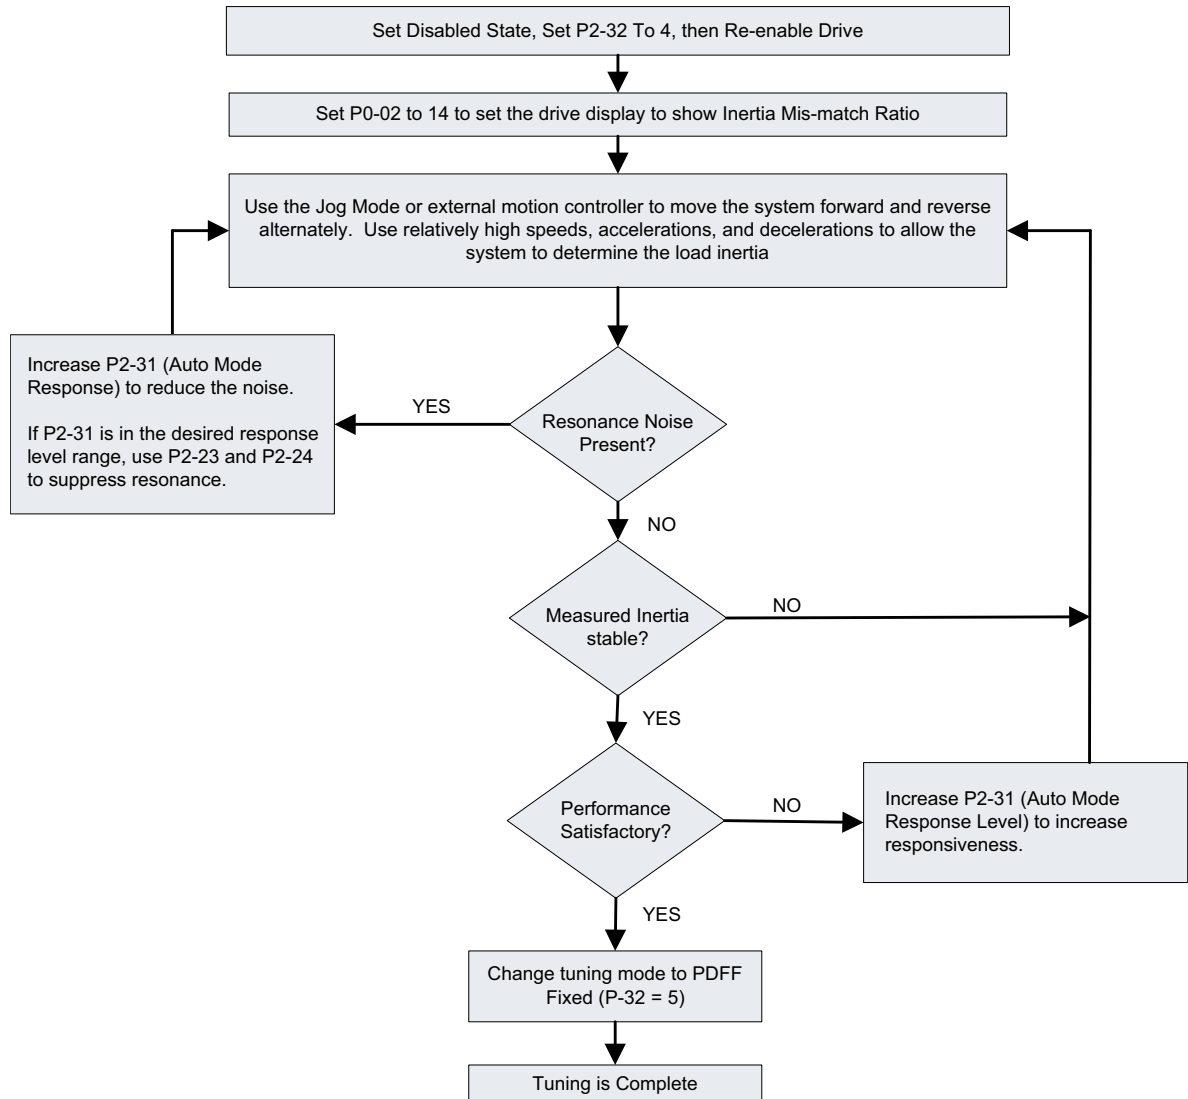 Set Disabled State, Set P2-32 To 4, then Re-enable Drive
Set P0-02 to 14 to set the drive display to show Inertia Mis-match Ratio
Use the Jog Mode or external motion controller to move the system forward and reverse
alternately. Use relatively high speeds, accelerations, and decelerations to allow the
system to determine the load inertia
Increase P2-31 (Auto Mode
Response) to reduce the noise.
If P2-31 is in the desired response
level range, use P2-23 and P2-24
to suppress resonance.
YES
Resonance Noise
Present?
NO
Measured Inertia
stable?
NO
YES
Performance
Satisfactory?
NO
Increase P2-31 (Auto Mode
Response Level) to increase
responsiveness.
YES
Change tuning mode to PDFF
Fixed (P-32 = 5)
Tuning is Complete